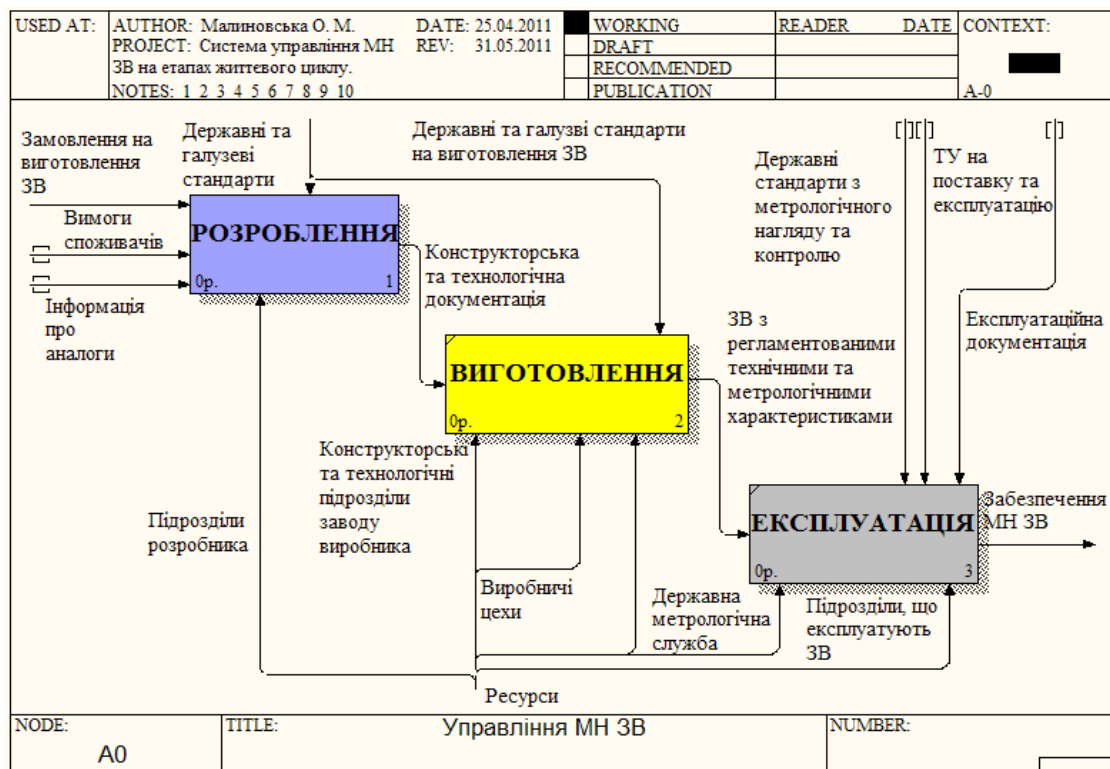 USED AT:
AUTHOR: Малиновська О. М.
DATE: 25.04.2011
PROJECT: Система управління МН
REV: 31.05.2011
ЗВ на етапах життєвого циклу.
NOTES: 1 2 3 4 5 6 7 8 9 10
WORKING
DRAFT
RECOMMENDED
PUBLICATION
READER DATE
CONTEXT:
A-0
Замовлення на
виготовлення
ЗВ
Державні та
галузеві
стандарти
Державні та галузві стандарти
на виготовлення ЗВ
Державні
стандарти з
метрологічного
нагляду та
контролю
ТУ на
поставку та
експлуатацію
Вимоги
споживачів
РОЗРОБЛЕННЯ
0р. 1
Інформація
про
аналоги
Конструкторська
та технологічна
документація
ЗВ з
регламентованими
технічними та
метрологічними
характеристиками
Експлуатаційна
документація
ВИГОТОВЛЕННЯ
0р. 2
Конструкторські
та технологічні
підрозділи
заводу
виробника
Підрозділи
розробника
ЕКСПЛУАТАЦІЯ
0р. 3
Забезпечення
МН ЗВ
Виробничі
цехи
Державна
метрологічна
служба
Підрозділи, що
експлуатують
ЗВ
Ресурси
NODE:
A0
TITLE:
Управління МН ЗВ
NUMBER: